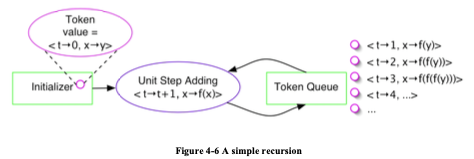 Token
value =
<t→0, x→y>
Initializer
Unit Step Adding
<t→t+1, x→f(x)>
Token Queue
<t→1, x→f(y)>
<t→2, x→f(f(y))>
<t→3, x→f(f(f(y)))>
<t→4, ...>
...
Figure 4-6 A simple recursion